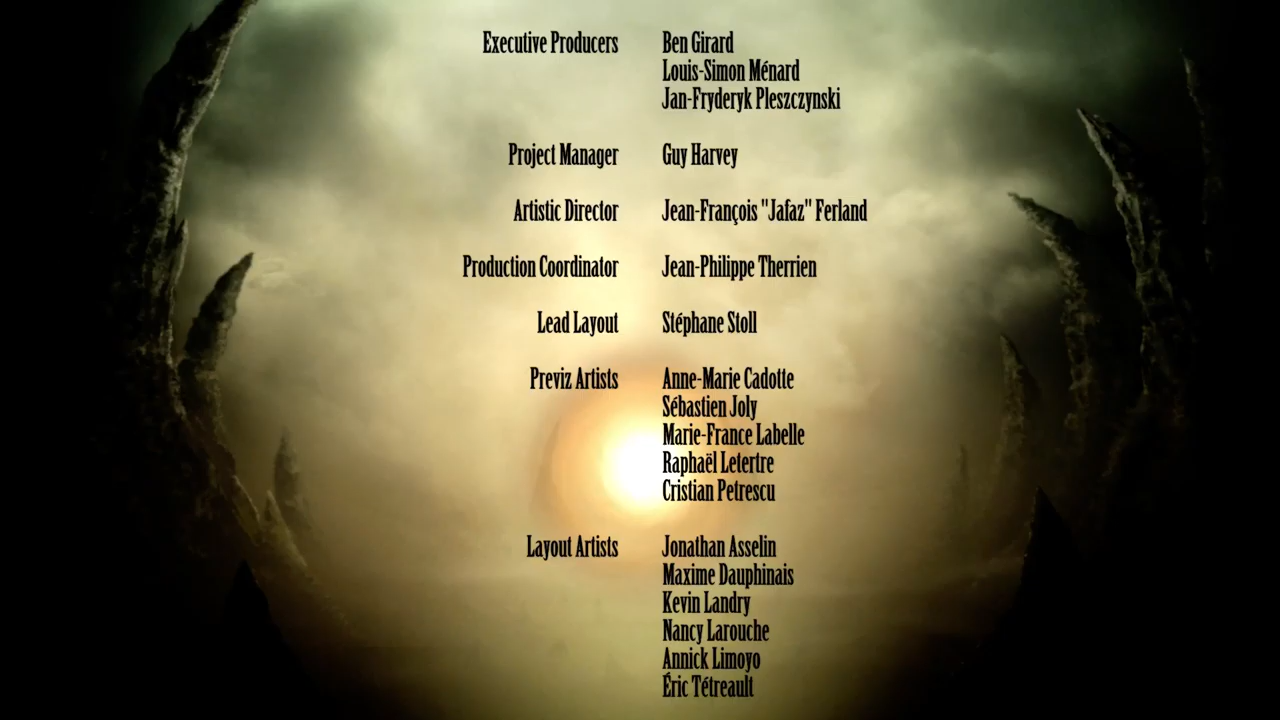 Executive Producers Ben Girard
Louis-Simon Ménard
Jan-Fryderyk Pleszczynski
Project Manager Guy Harvey
Artistic Director Jean-François "Jafaz" Ferland
Production Coordinator Jean-Philippe Therrien
Lead Layout Stéphane Stoll
Previz Artists Anne-Marie Cadotte
Sébastien Joly
Marie-France Labelle
Raphaël Letertre
Cristian Petrescu
Layout Artists Jonathan Asselin
Maxime Dauphinais
Kevin Landry
Nancy Larouche
Annick Limoyo
Éric Tétreault